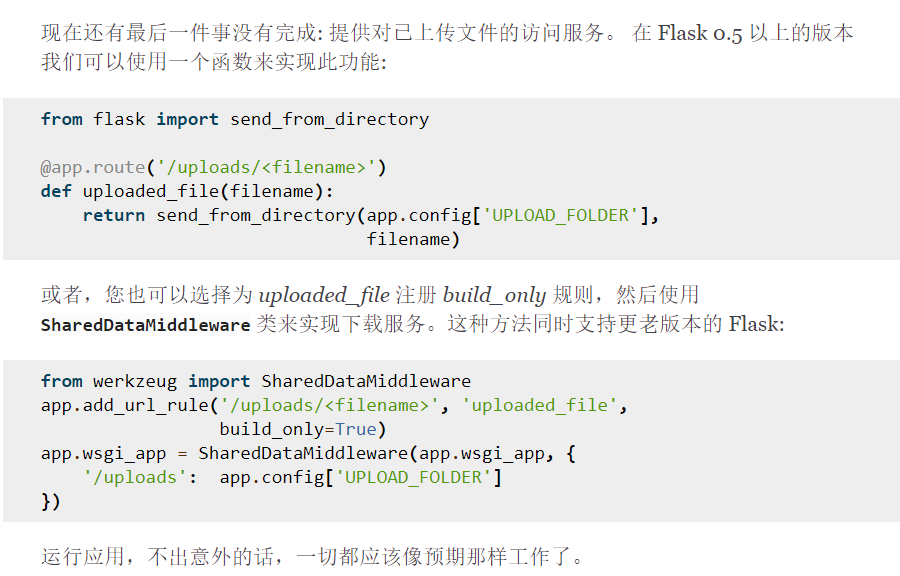 现在还有最后一件事没有完成: 提供对已上传文件的访问服务。 在 Flask 0.5 以上的版本
我们可以使用一个函数来实现此功能:
from flask import send_from_directory
@app.route('/uploads/<filename>')
def uploaded_file(filename):
    return send_from_directory(app.config['UPLOAD_FOLDER'],
                               filename)
或者，您也可以选择为 uploaded_file 注册 build_only 规则，然后使用
SharedDataMiddleware 类来实现下载服务。这种方法同时支持更老版本的 Flask:
from werkzeug import SharedDataMiddleware
app.add_url_rule('/uploads/<filename>', 'uploaded_file',
                 build_only=True)
app.wsgi_app = SharedDataMiddleware(app.wsgi_app, {
    '/uploads':  app.config['UPLOAD_FOLDER']
})
运行应用，不出意外的话，一切都应该像预期那样工作了。